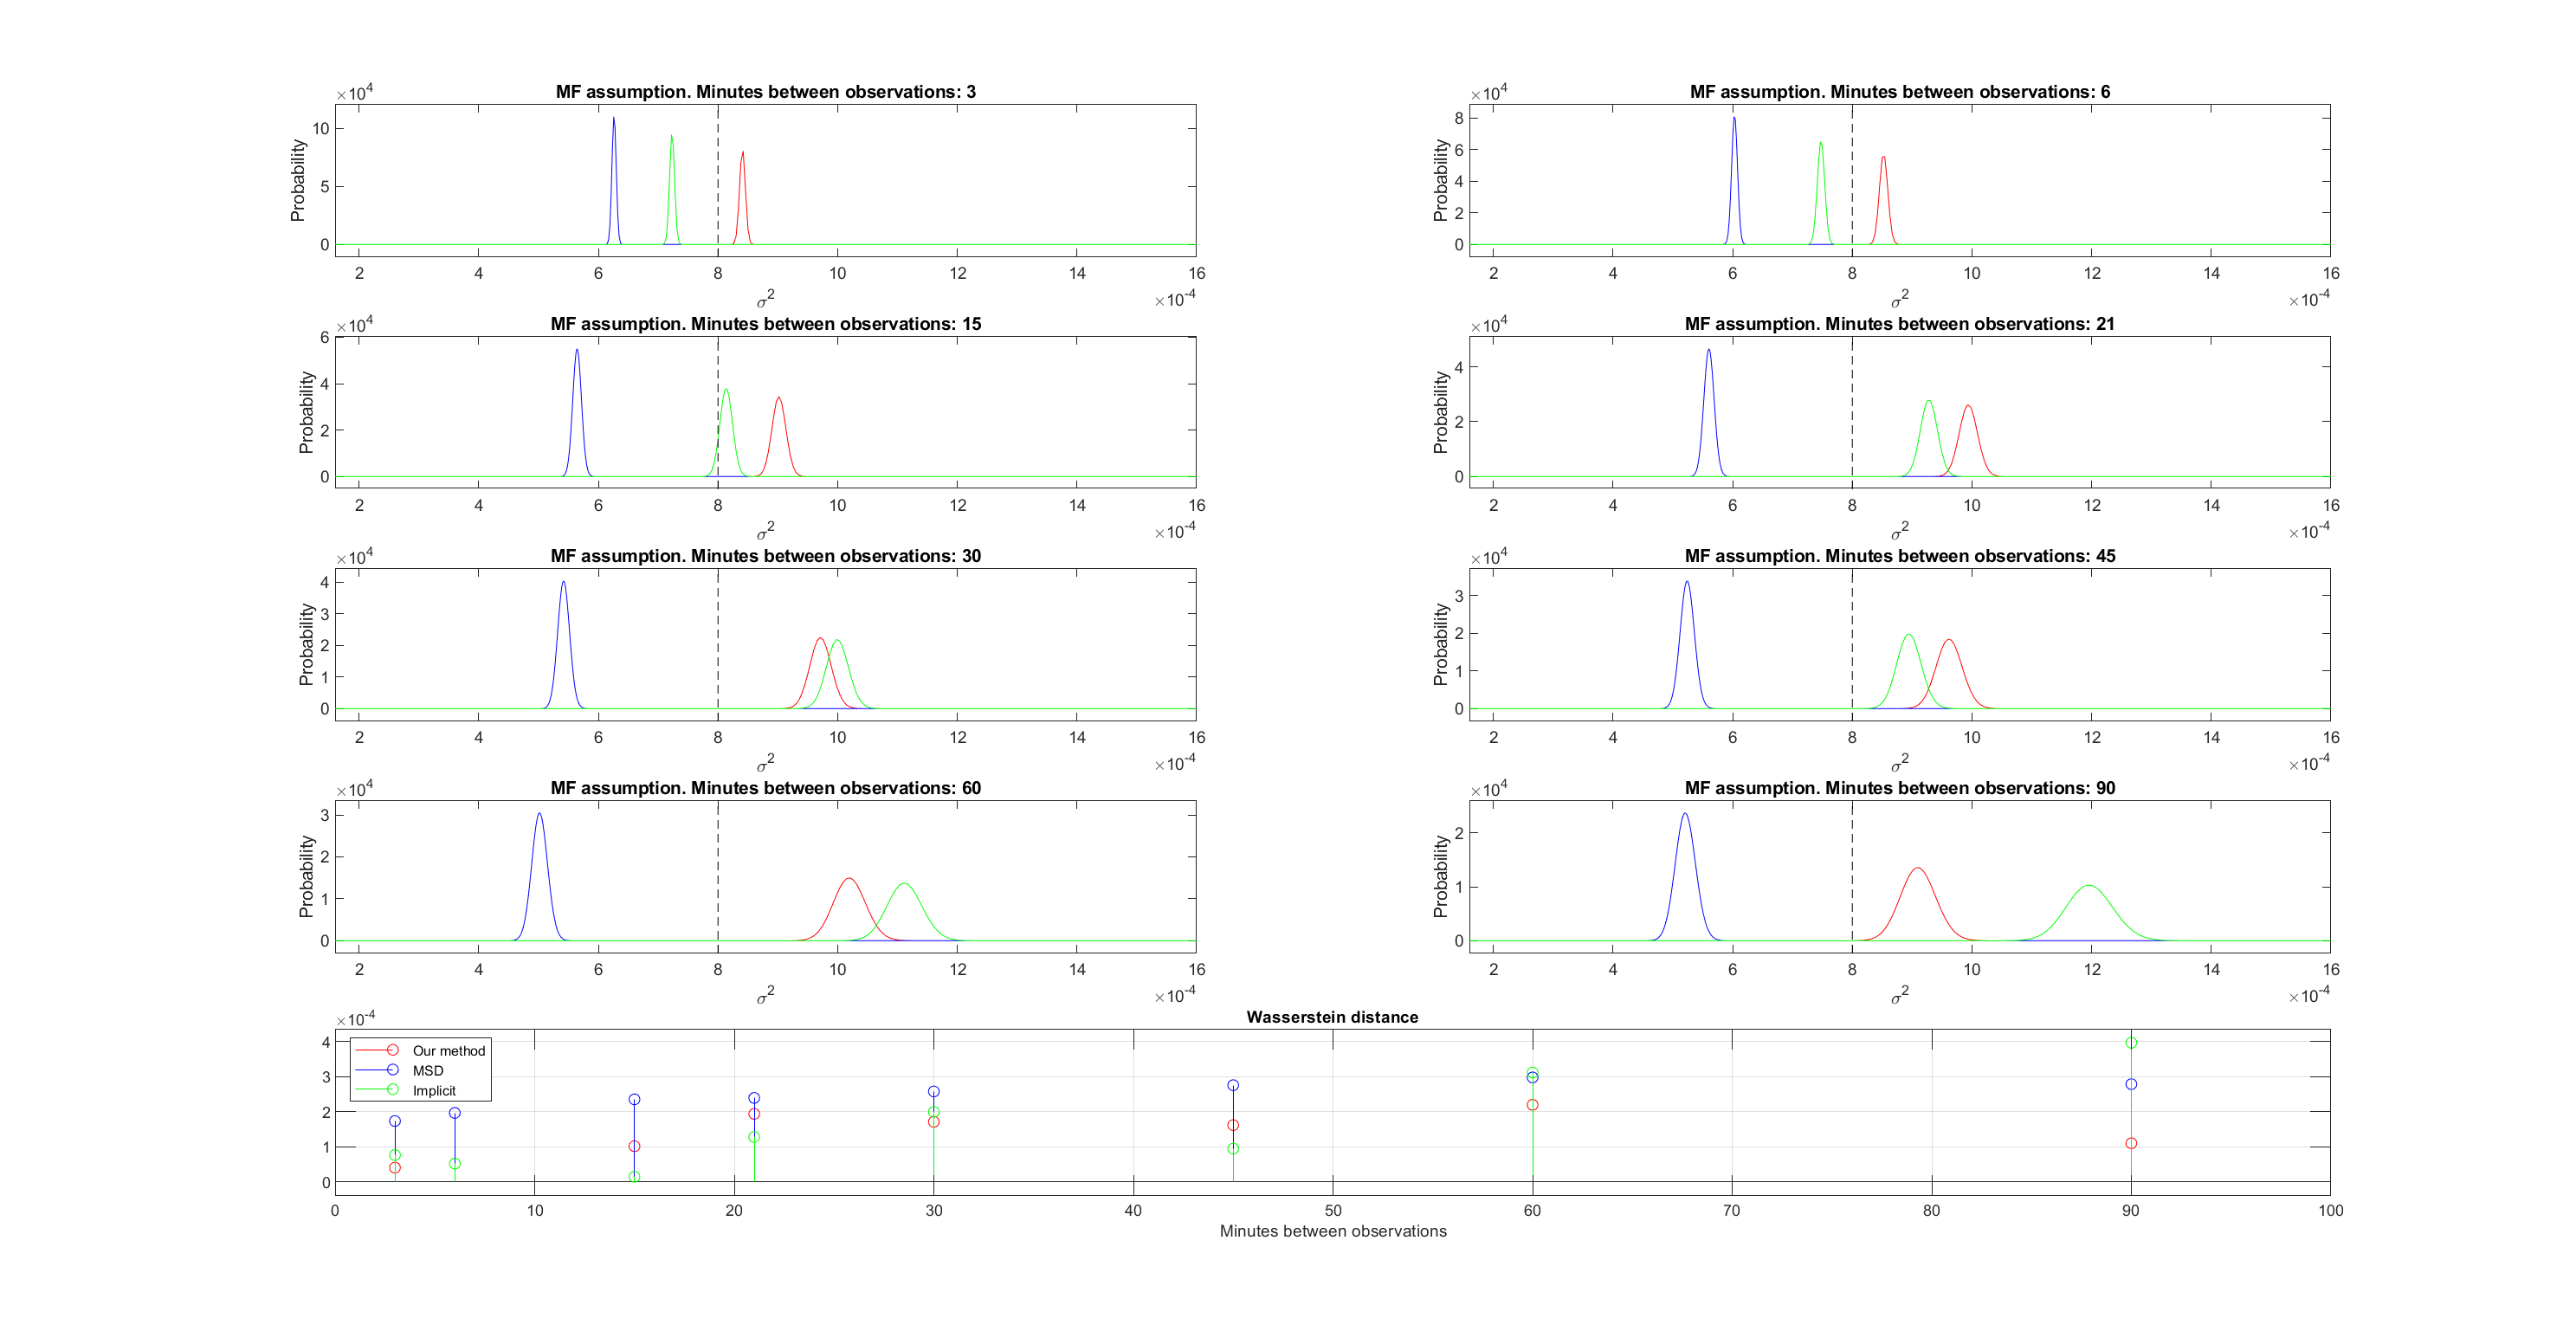 MF assumption. Minutes between observations: 3
×10^4
Probability
10
5
0
2 4 6 8 10 12 14 16
σ^2
×10^-4
MF assumption. Minutes between observations: 6
×10^4
Probability
8
6
4
2
0
2 4 6 8 10 12 14 16
σ^2
×10^-4
MF assumption. Minutes between observations: 15
×10^4
Probability
6
4
2
0
2 4 6 8 10 12 14 16
σ^2
×10^-4
MF assumption. Minutes between observations: 21
×10^4
Probability
4
2
0
2 4 6 8 10 12 14 16
σ^2
×10^-4
MF assumption. Minutes between observations: 30
×10^4
Probability
4
3
2
1
0
2 4 6 8 10 12 14 16
σ^2
×10^-4
MF assumption. Minutes between observations: 45
×10^4
Probability
3
2
1
0
2 4 6 8 10 12 14 16
σ^2
×10^-4
MF assumption. Minutes between observations: 60
×10^4
Probability
3
2
1
0
2 4 6 8 10 12 14 16
σ^2
×10^-4
MF assumption. Minutes between observations: 90
×10^4
Probability
2
1
0
2 4 6 8 10 12 14 16
σ^2
×10^-4
Wasserstein distance
×10^-4
4
3
2
1
0
Our method
MSD
Implicit
0 10 20 30 40 50 60 70 80 90 100
Minutes between observations